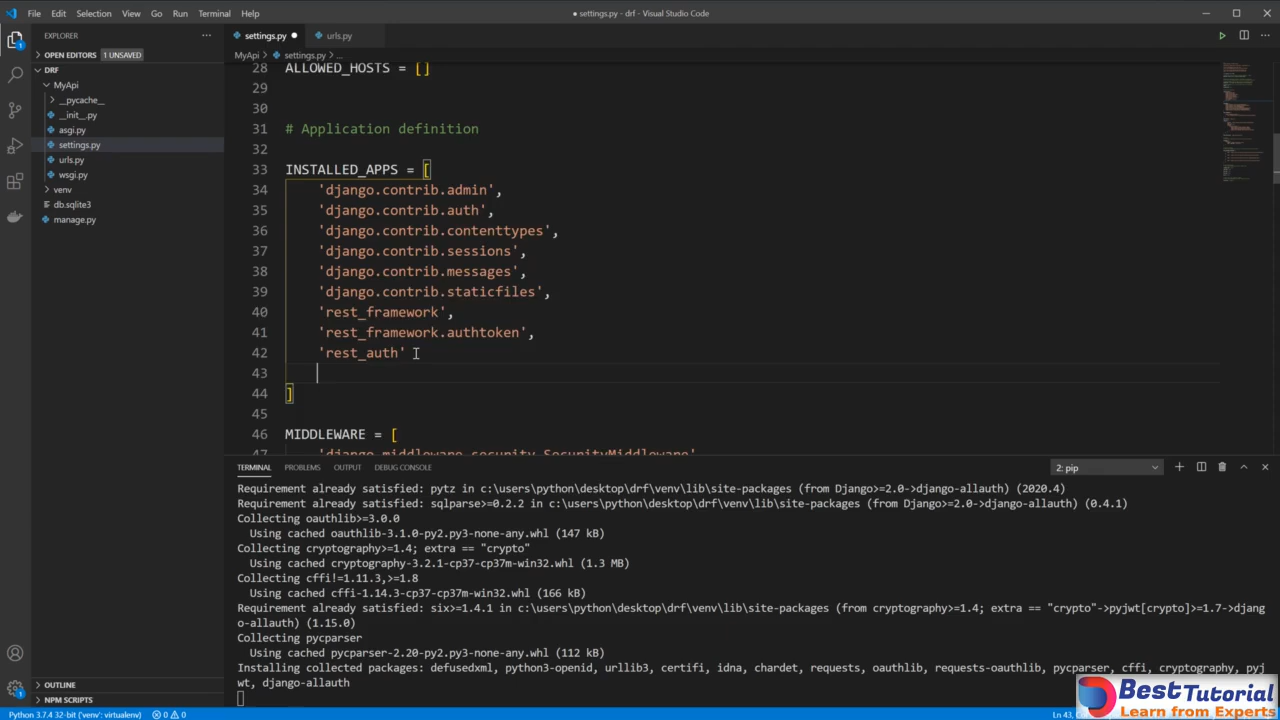 File Edit Selection View Go Run Terminal Help
● settings.py - drf - Visual Studio Code
EXPLORER
settings.py
urls.py
OPEN EDITORS 1 UNSAVED
MyApi > settings.py ...
DRF
MyApi
__pycache__
__init__.py
asgi.py
settings.py
urls.py
wsgi.py
venv
db.sqlite3
manage.py
28 ALLOWED_HOSTS = []
29
30
31 # Application definition
32
33 INSTALLED_APPS = [
34 'django.contrib.admin',
35 'django.contrib.auth',
36 'django.contrib.contenttypes',
37 'django.contrib.sessions',
38 'django.contrib.messages',
39 'django.contrib.staticfiles',
40 'rest_framework',
41 'rest_framework.authtoken',
42 'rest_auth'
43
44 ]
45
46 MIDDLEWARE = [
47 'django.middleware.security.SecurityMiddleware',
TERMINAL PROBLEMS OUTPUT DEBUG CONSOLE
2: pip
Requirement already satisfied: pytz in c:\users\python\desktop\drf\venv\lib\site-packages (from Django>=2.0->django-allauth) (2020.4)
Requirement already satisfied: sqlparse>=0.2.2 in c:\users\python\desktop\drf\venv\lib\site-packages (from Django>=2.0->django-allauth) (0.4.1)
Collecting oauthlib>=3.0.0
Using cached oauthlib-3.1.0-py2.py3-none-any.whl (147 kB)
Collecting cryptography>=1.4; extra == "crypto"
Using cached cryptography-3.2.1-cp37-cp37m-win32.whl (1.3 MB)
Collecting cffi!=1.11.3,>=1.8
Using cached cffi-1.14.3-cp37-cp37m-win32.whl (166 kB)
Requirement already satisfied: six>=1.4.1 in c:\users\python\desktop\drf\venv\lib\site-packages (from cryptography>=1.4; extra == "crypto"->pyjwt[crypto]>=1.7->djang
o-allauth) (1.15.0)
Collecting pycparser
Using cached pycparser-2.20-py2.py3-none-any.whl (112 kB)
Installing collected packages: defusedxml, python3-openid, urllib3, certifi, idna, chardet, requests, oauthlib, requests-oauthlib, pycparser, cffi, cryptography, pyj
wt, django-allauth
OUTLINE
NPM SCRIPTS
Python 3.7.4 32-bit ('venv': virtualenv) 0 0
Ln 43,
BestTutorial
Learn from Experts